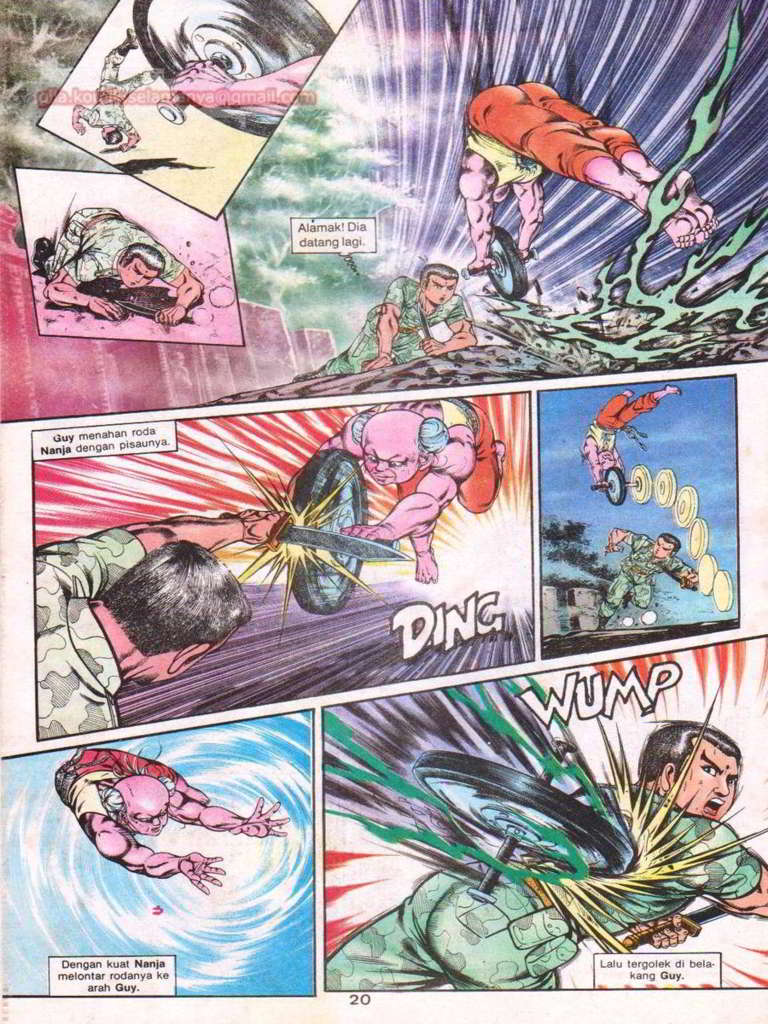 Alamak! Dia
datang lagi.
Guy menahan roda
Nanja dengan pisaunya.
DING
WUMP
Dengan kuat Nanja
melontar rodanya ke
arah Guy.
Lalu tergolek di bela-
kang Guy.
20